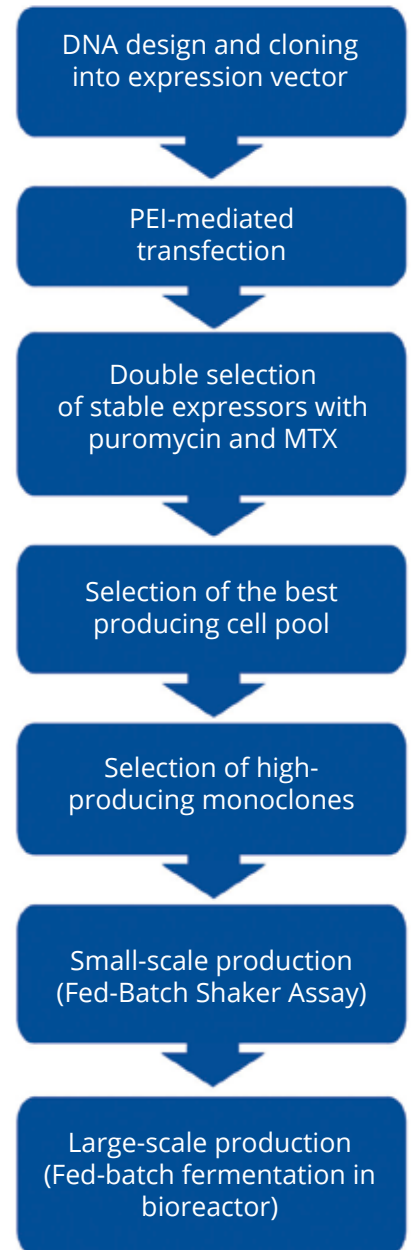 DNA design and cloning
into expression vector
PEI-mediated
transfection
Double selection
of stable expressors with
puromycin and MTX
Selection of the best
producing cell pool
Selection of high-
producing monoclones
Small-scale production
(Fed-Batch Shaker Assay)
Large-scale production
(Fed-batch fermentation in
bioreactor)